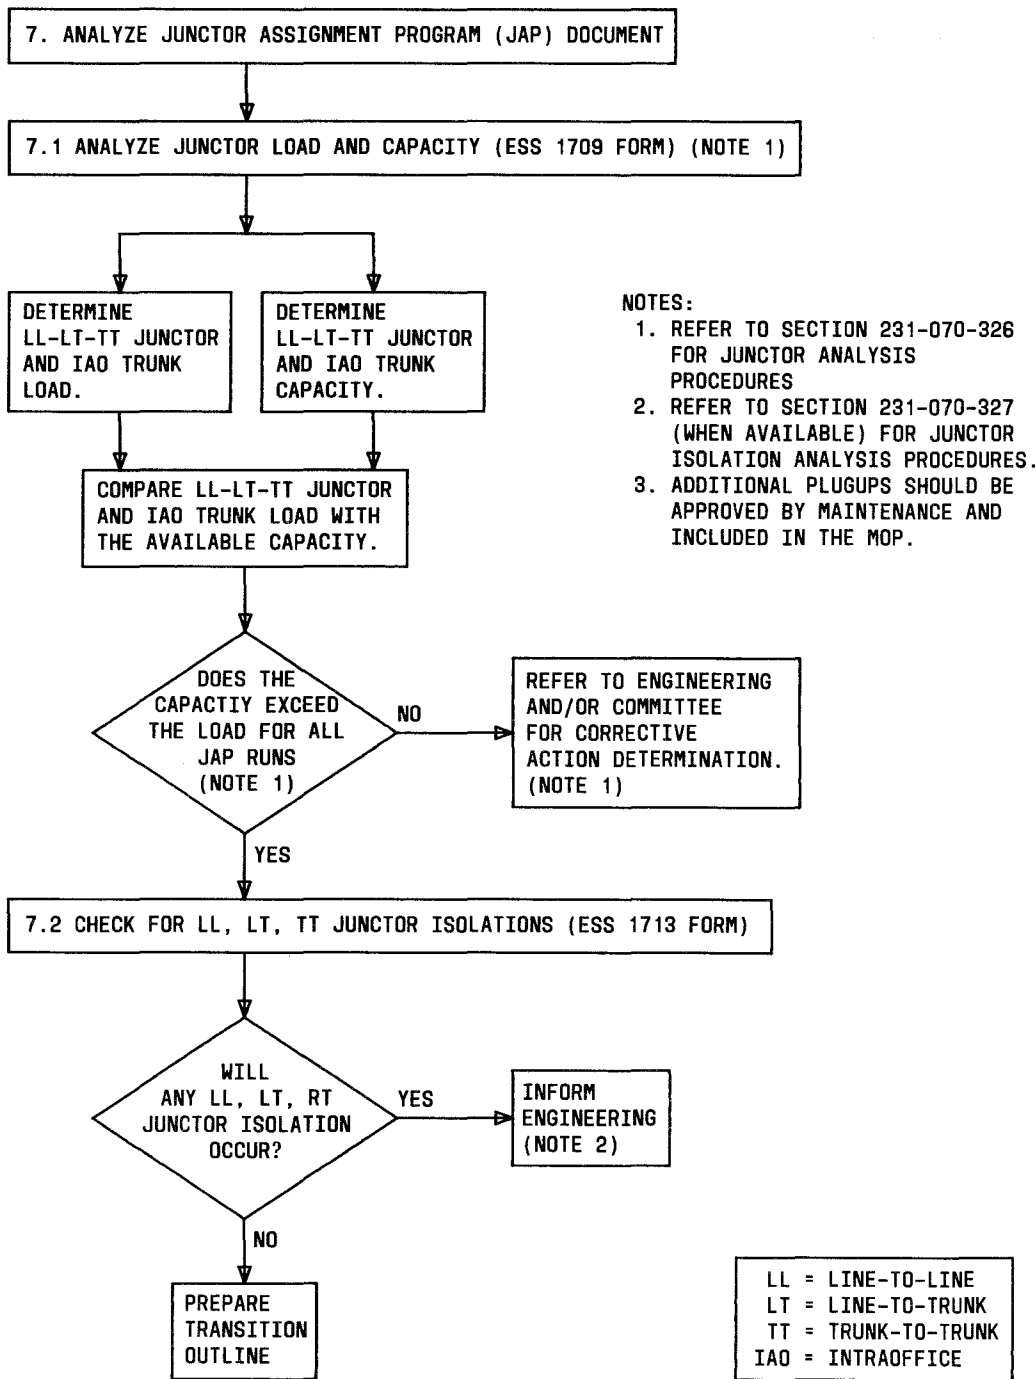 7. ANALYZE JUNCTOR ASSIGNMENT PROGRAM (JAP) DOCUMENT
7.1 ANALYZE JUNCTOR LOAD AND CAPACITY (ESS 1709 FORM) (NOTE 1)
DETERMINE
LL-LT-TT JUNCTOR
AND IAO TRUNK
LOAD.
DETERMINE
LL-LT-TT JUNCTOR
AND IAO TRUNK
CAPACITY.
NOTES:
1. REFER TO SECTION 231-070-326
FOR JUNCTOR ANALYSIS
PROCEDURES
2. REFER TO SECTION 231-070-327
(WHEN AVAILABLE) FOR JUNCTOR
ISOLATION ANALYSIS PROCEDURES.
3. ADDITIONAL PLUGUPS SHOULD BE
APPROVED BY MAINTENANCE AND
INCLUDED IN THE MOP.
COMPARE LL-LT-TT JUNCTOR
AND IAO TRUNK LOAD WITH
THE AVAILABLE CAPACITY.
DOES THE
CAPACTIY EXCEED
THE LOAD FOR ALL
JAP RUNS
(NOTE 1)
NO
REFER TO ENGINEERING
AND/OR COMMITTEE
FOR CORRECTIVE
ACTION DETERMINATION.
(NOTE 1)
YES
7.2 CHECK FOR LL, LT, TT JUNCTOR ISOLATIONS (ESS 1713 FORM)
WILL
ANY LL, LT, RT
JUNCTOR ISOLATION
OCCUR?
YES
INFORM
ENGINEERING
(NOTE 2)
NO
PREPARE
TRANSITION
OUTLINE
LL = LINE-TO-LINE
LT = LINE-TO-TRUNK
TT = TRUNK-TO-TRUNK
IAO = INTRAOFFICE